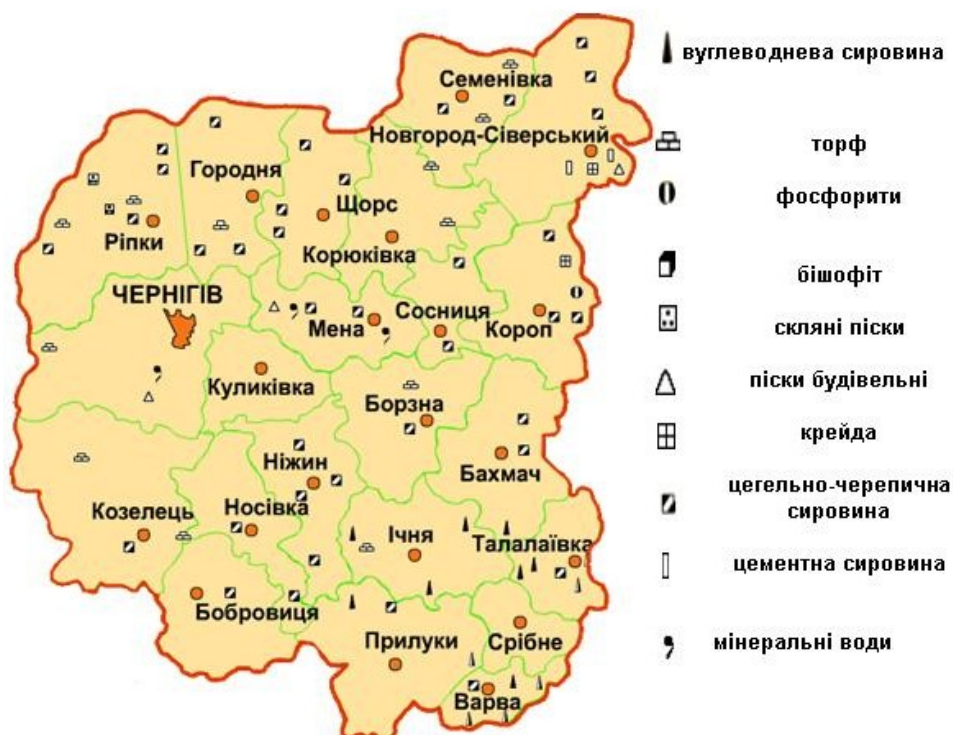 Семенівка
Новгород-Сіверський
Городня
Щорс
Ріпки
Корюківка
ЧЕРНІГІВ
Мена
Сосниця
Короп
Куликівка
Борзна
Бахмач
Ніжин
Козелець
Носівка
Ічня
Талалаївка
Бобровиця
Прилуки
Срібне
Варва
вуглеводнева сировина
торф
фосфорити
бішофіт
скляні піски
піски будівельні
крейда
цегельно-черепична
сировина
цементна сировина
мінеральні води